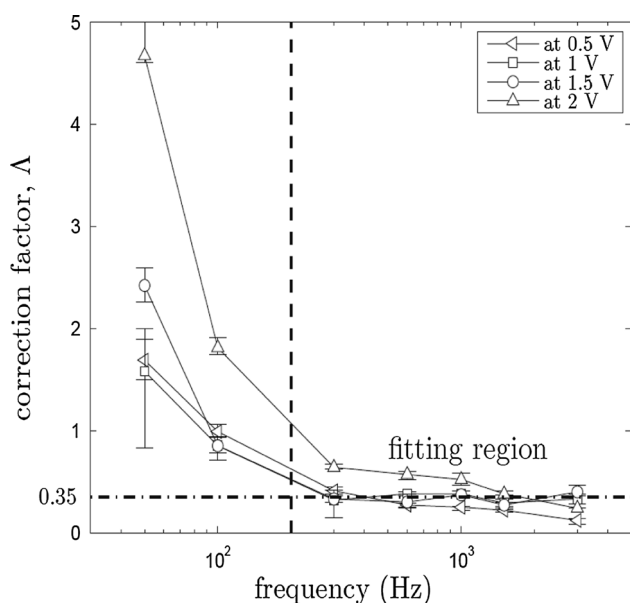 5
4
3
2
1
0.35
0
correction factor, Λ
at 0.5 V
at 1 V
at 1.5 V
at 2 V
fitting region
10² 10³
frequency (Hz)